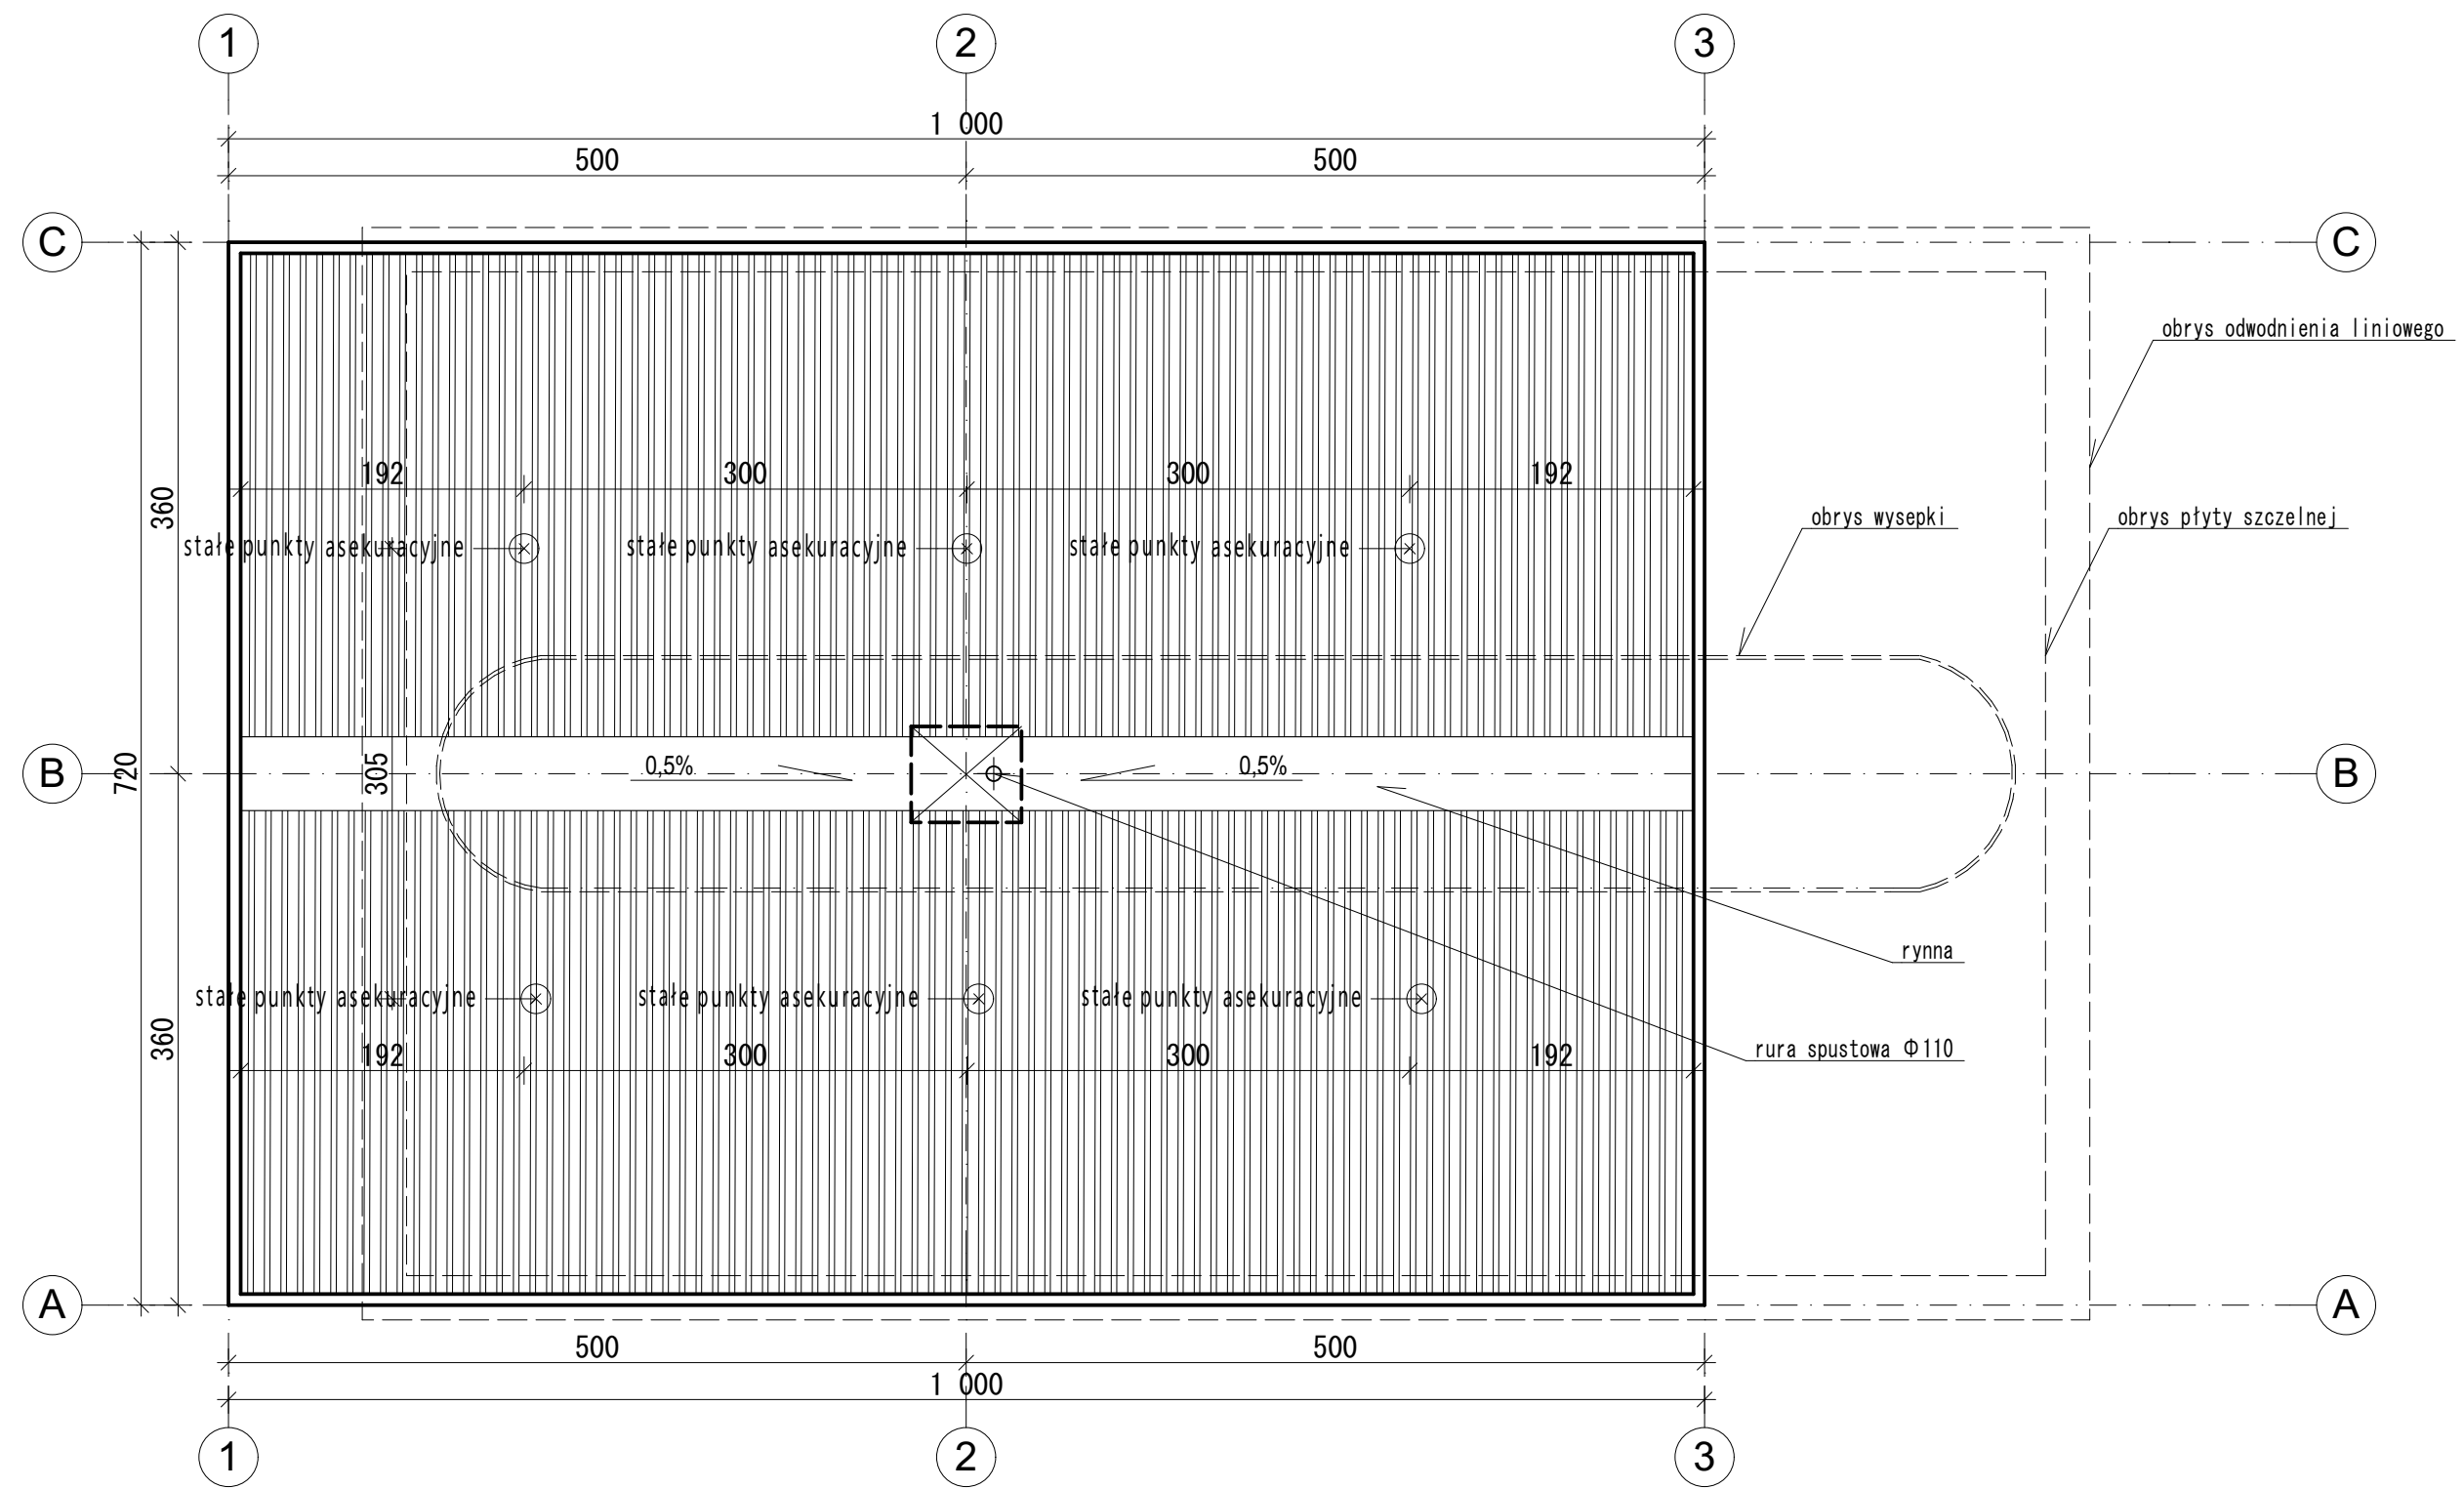 1 2 3
1 000
500 500
C C
obrys odwodnienia liniowego
192 300 300 192
360
obrys wysepki obrys płyty szczelnej
stałe punkty asekuracyjne stałe punkty asekuracyjne stałe punkty asekuracyjne
0,5% 0,5%
B 720 305 B
rynna
stałe punkty asekuracyjne stałe punkty asekuracyjne stałe punkty asekuracyjne
360
192 300 300 192
rura spustowa Φ110
A A
500 500
1 000
1 2 3